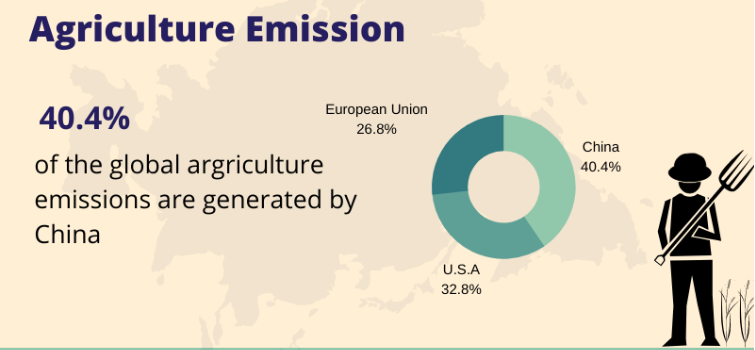 Agriculture Emission
40.4%
of the global argriculture
emissions are generated by
China
European Union
26.8%
China
40.4%
U.S.A
32.8%